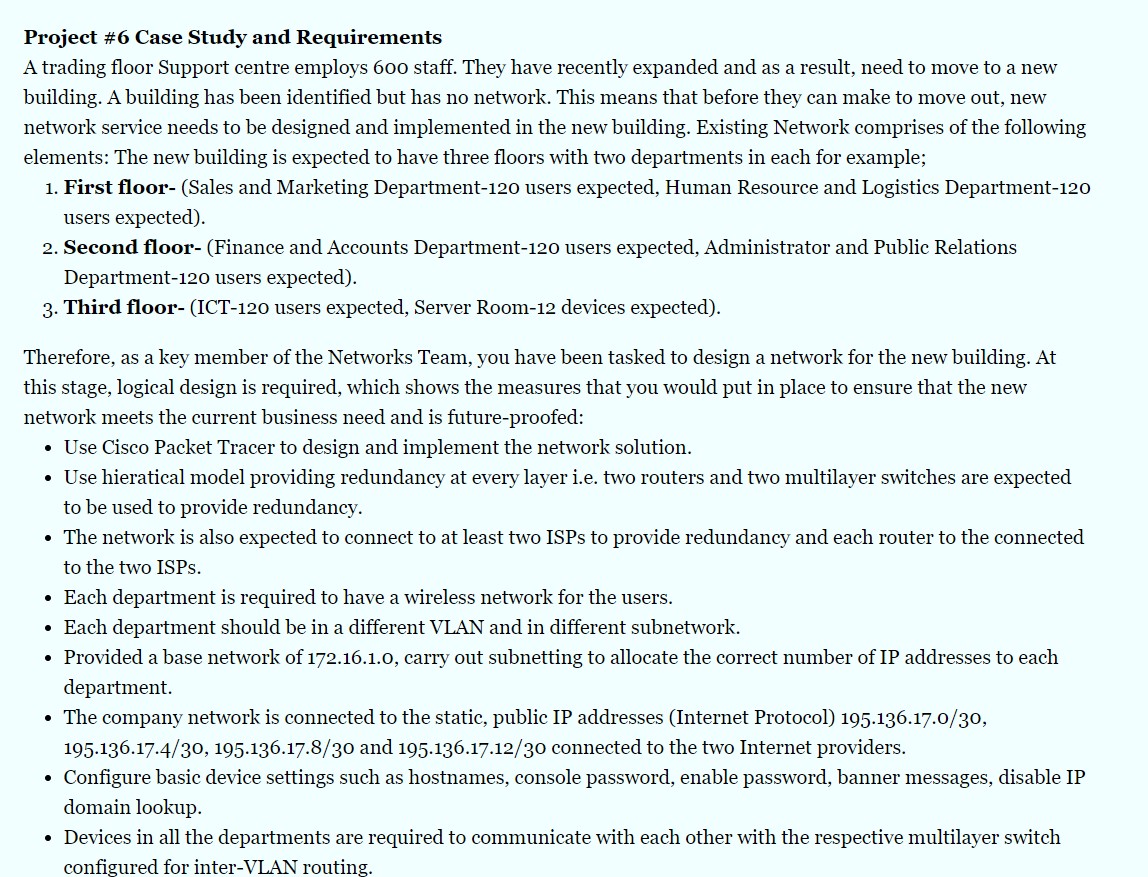 Project #6 Case Study and Requirements
A trading floor Support centre employs 600 staff. They have recently expanded and as a result, need to move to a new
building. A building has been identified but has no network. This means that before they can make to move out, new
network service needs to be designed and implemented in the new building. Existing Network comprises of the following
elements: The new building is expected to have three floors with two departments in each for example;
1. First floor- (Sales and Marketing Department-120 users expected, Human Resource and Logistics Department-120
users expected).
2. Second floor- (Finance and Accounts Department-120 users expected, Administrator and Public Relations
Department-120 users expected).
3. Third floor- (ICT-120 users expected, Server Room-12 devices expected).
Therefore, as a key member of the Networks Team, you have been tasked to design a network for the new building. At
this stage, logical design is required, which shows the measures that you would put in place to ensure that the new
network meets the current business need and is future-proofed:
• Use Cisco Packet Tracer to design and implement the network solution.
• Use hieratical model providing redundancy at every layer i.e. two routers and two multilayer switches are expected
to be used to provide redundancy.
• The network is also expected to connect to at least two ISPs to provide redundancy and each router to the connected
to the two ISPs.
• Each department is required to have a wireless network for the users.
• Each department should be in a different VLAN and in different subnetwork.
• Provided a base network of 172.16.1.0, carry out subnetting to allocate the correct number of IP addresses to each
department.
• The company network is connected to the static, public IP addresses (Internet Protocol) 195.136.17.0/30,
195.136.17.4/30, 195.136.17.8/30 and 195.136.17.12/30 connected to the two Internet providers.
• Configure basic device settings such as hostnames, console password, enable password, banner messages, disable IP
domain lookup.
• Devices in all the departments are required to communicate with each other with the respective multilayer switch
configured for inter-VLAN routing.